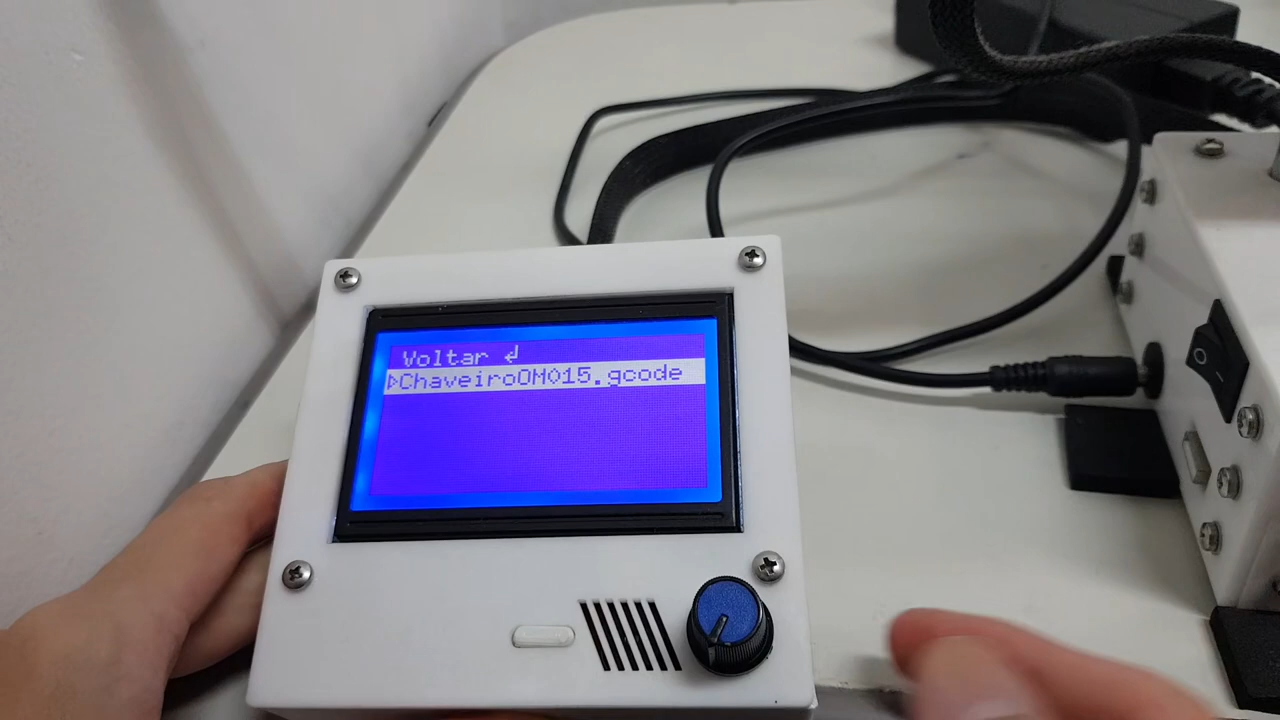 Voltar ↲
▷ChaveiroOM015.gcode
O
I